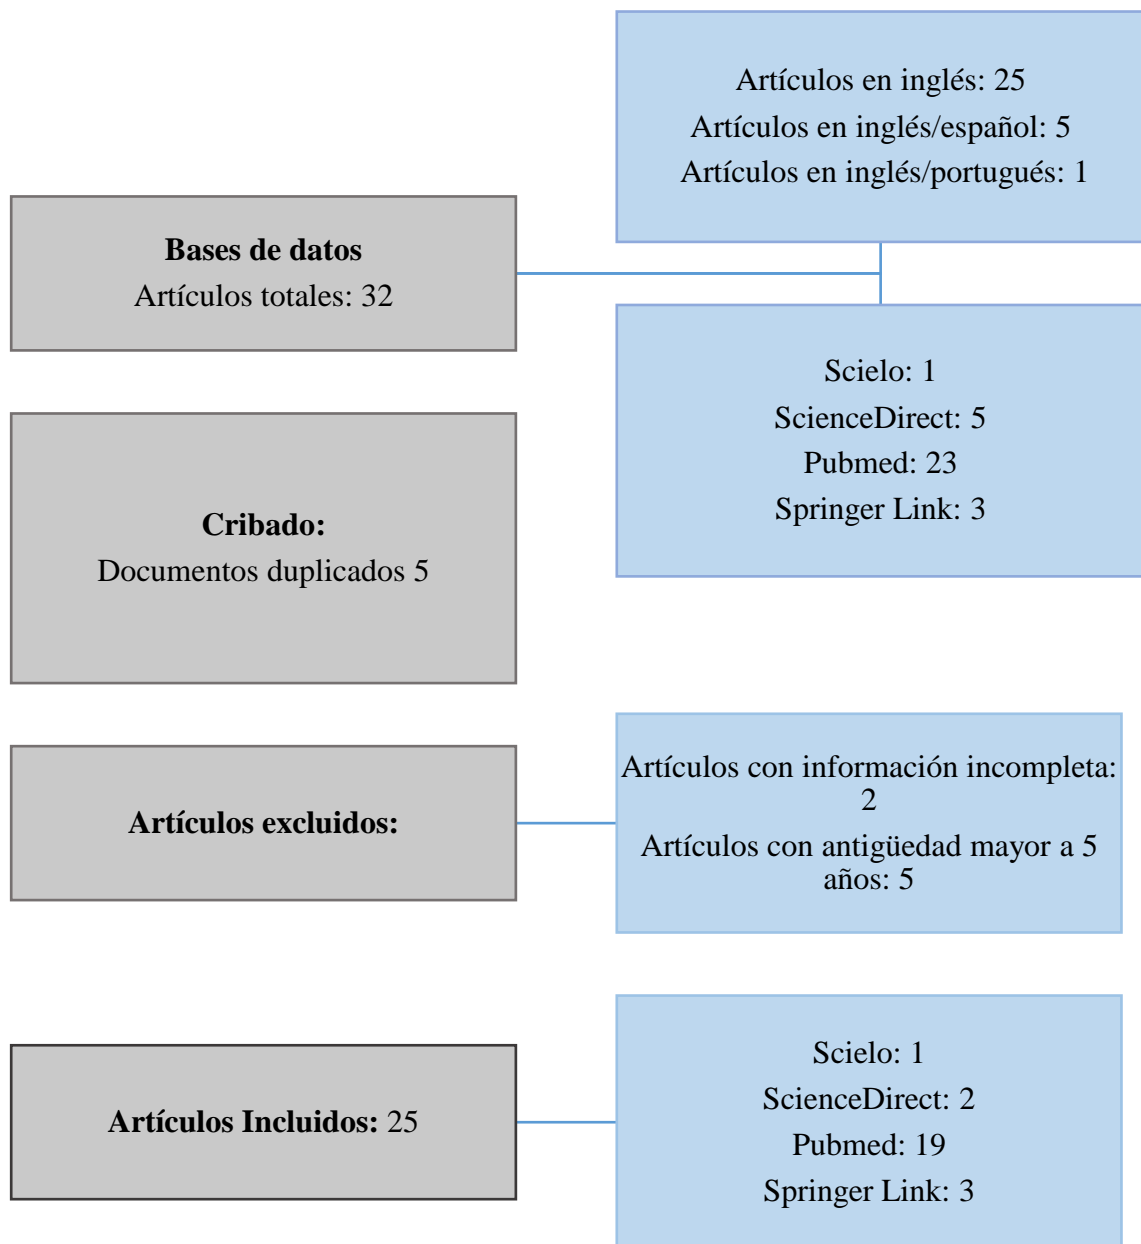 Artículos en inglés: 25
Artículos en inglés/español: 5
Artículos en inglés/portugués: 1
Bases de datos
Artículos totales: 32
Scielo: 1
ScienceDirect: 5
Pubmed: 23
Springer Link: 3
Cribado:
Documentos duplicados 5
Artículos excluidos:
Artículos con información incompleta:
2
Artículos con antigüedad mayor a 5
años: 5
Artículos Incluidos: 25
Scielo: 1
ScienceDirect: 2
Pubmed: 19
Springer Link: 3